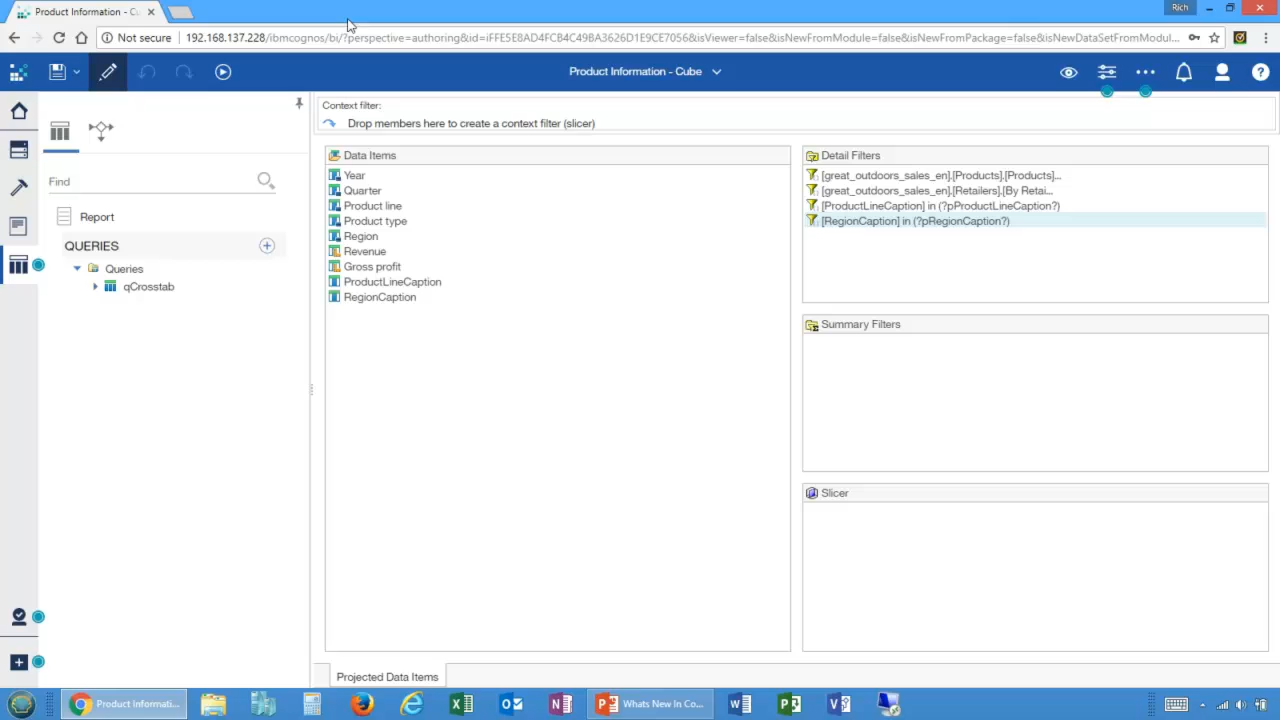 Product Information - Cu
Rich
Not secure
192.168.137.228/ibmcognos/bi/?perspective=authoring&id=iFFE5E8AD4FCB4C49BA3626D1E9CE7056&isViewer=false&isNewFromModule=false&isNewFromPackage=false&isNewDataSetFromModul...
Product Information - Cube
Context filter:
Drop members here to create a context filter (slicer)
Find
Report
QUERIES
Queries
qCrosstab
Data Items
Year
Quarter
Product line
Product type
Region
Revenue
Gross profit
ProductLineCaption
RegionCaption
Detail Filters
[great_outdoors_sales_en].[Products].[Products]...
[great_outdoors_sales_en].[Retailers].[By Retai...
[ProductLineCaption] in (?pProductLineCaption?)
[RegionCaption] in (?pRegionCaption?)
Summary Filters
Slicer
Projected Data Items
Product Informati...
Whats New In Co...